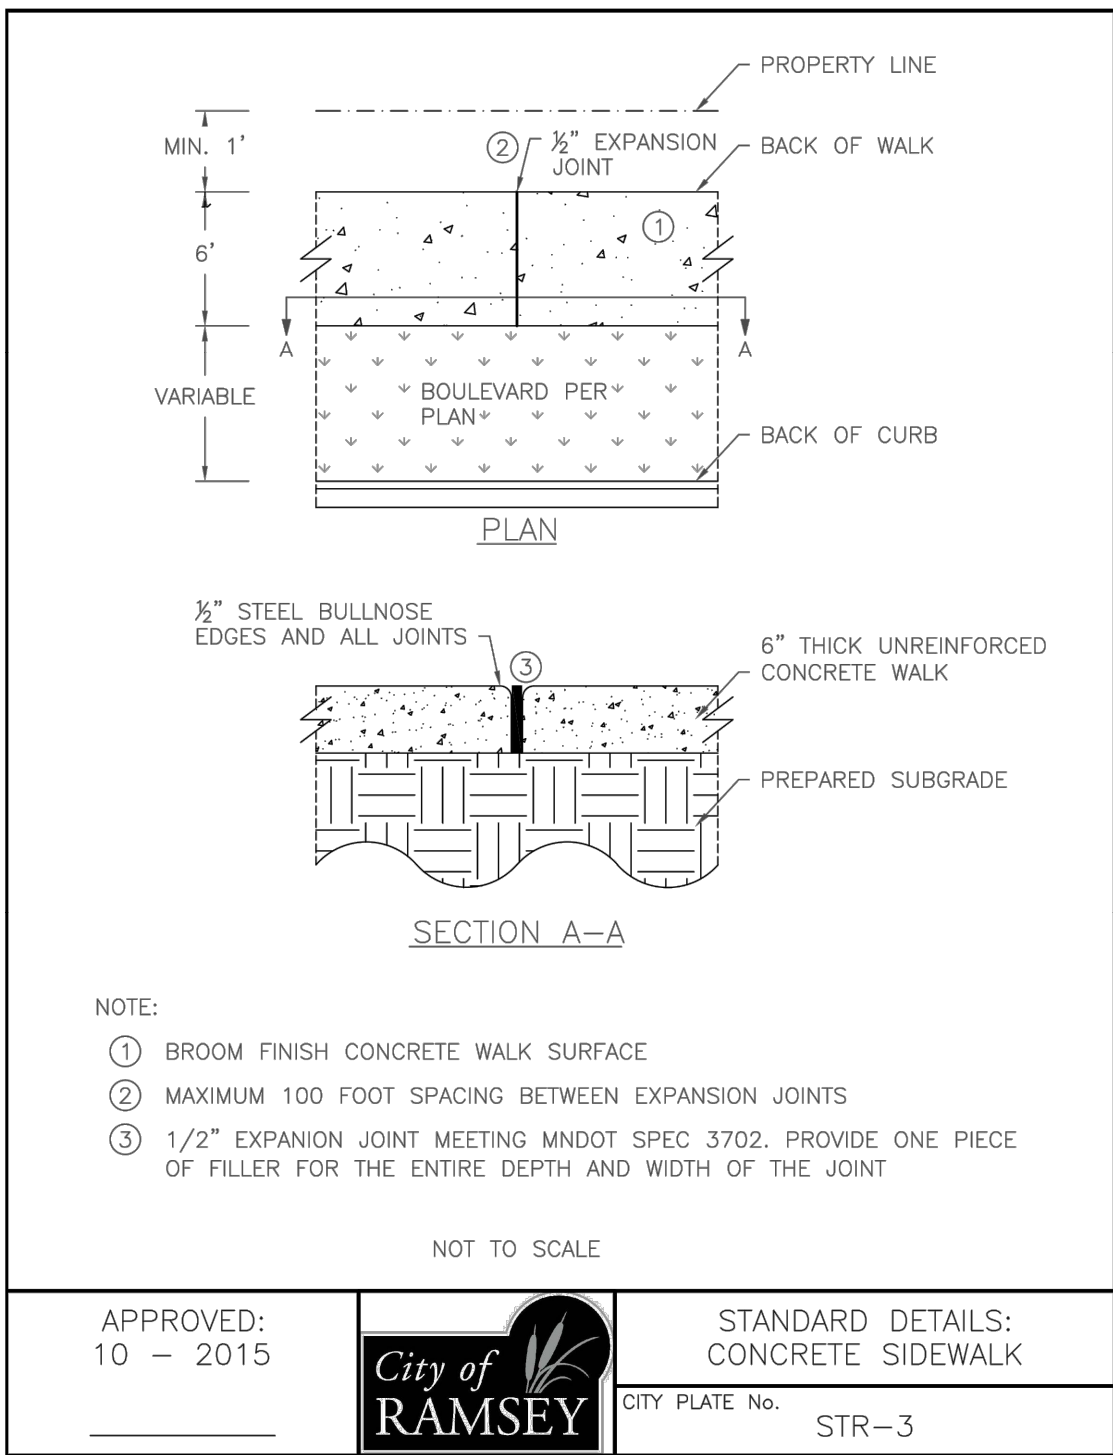 PROPERTY LINE
MIN. 1'
② ½" EXPANSION
JOINT
BACK OF WALK
①
6'
A
A
VARIABLE
BOULEVARD PER
PLAN
BACK OF CURB
PLAN
½" STEEL BULLNOSE
EDGES AND ALL JOINTS
③
6" THICK UNREINFORCED
CONCRETE WALK
PREPARED SUBGRADE
SECTION A-A
NOTE:
① BROOM FINISH CONCRETE WALK SURFACE
② MAXIMUM 100 FOOT SPACING BETWEEN EXPANSION JOINTS
③ 1/2" EXPANION JOINT MEETING MNDOT SPEC 3702. PROVIDE ONE PIECE
OF FILLER FOR THE ENTIRE DEPTH AND WIDTH OF THE JOINT
NOT TO SCALE
APPROVED:
10 - 2015
City of
RAMSEY
STANDARD DETAILS:
CONCRETE SIDEWALK
CITY PLATE No.
STR-3